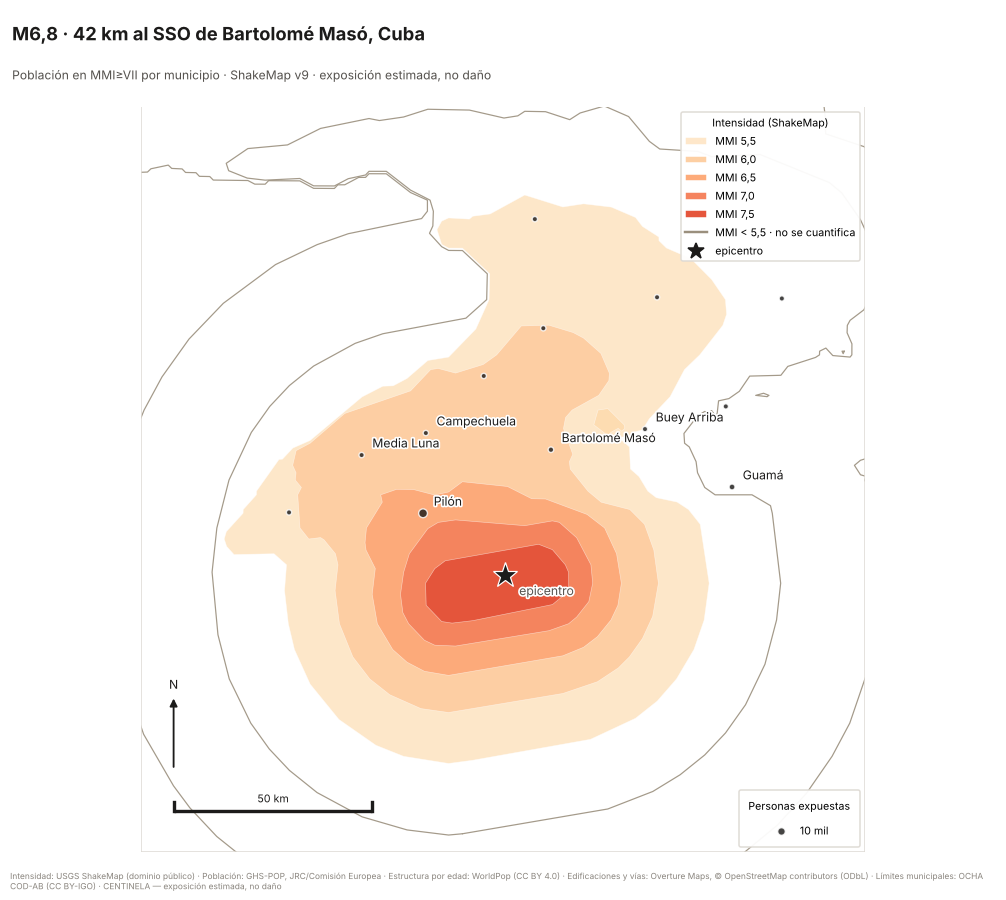 M6,8 · 42 km al SSO de Bartolomé Masó, Cuba
Población en MMI≥VII por municipio · ShakeMap v9 · exposición estimada, no daño
Intensidad (ShakeMap)
MMI 5,5
MMI 6,0
MMI 6,5
MMI 7,0
MMI 7,5
MMI < 5,5 · no se cuantifica
epicentro
Buey Arriba
Campechuela
Bartolomé Masó
Media Luna
Guamá
Pilón
epicentro
N
50 km
Personas expuestas
10 mil
Intensidad: USGS ShakeMap (dominio público) · Población: GHS-POP, JRC/Comisión Europea · Estructura por edad: WorldPop (CC BY 4.0) · Edificaciones y vías: Overture Maps, © OpenStreetMap contributors (ODbL) · Límites municipales: OCHA
COD-AB (CC BY-IGO) · CENTINELA — exposición estimada, no daño